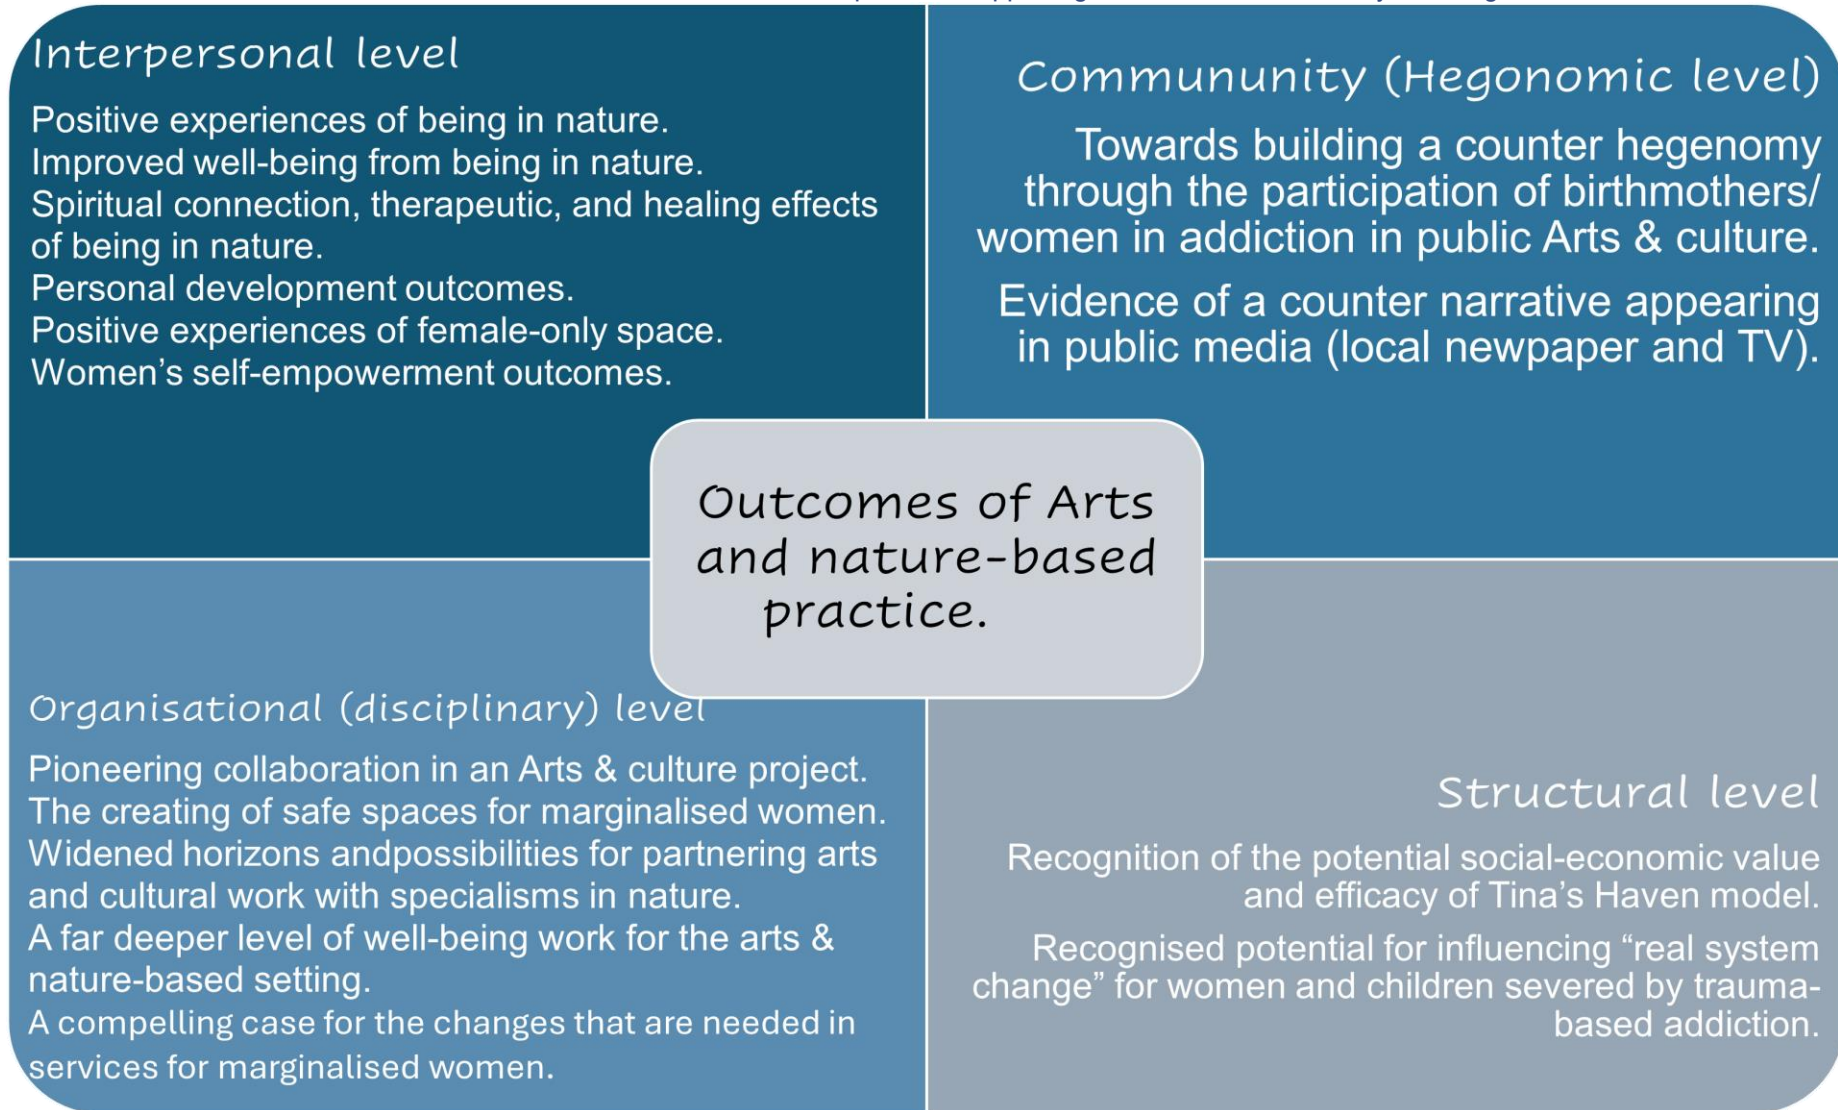 Interpersonal level
Positive experiences of being in nature.
Improved well-being from being in nature.
Spiritual connection, therapeutic, and healing effects
of being in nature.
Personal development outcomes.
Positive experiences of female-only space.
Women’s self-empowerment outcomes.
Commununity (Hegonomic level)
Towards building a counter hegenomy
through the participation of birthmothers/
women in addiction in public Arts & culture.
Evidence of a counter narrative appearing
in public media (local newpaper and TV).
Outcomes of Arts
and nature-based
practice.
Organisational (disciplinary) level
Pioneering collaboration in an Arts & culture project.
The creating of safe spaces for marginalised women.
Widened horizons andpossibilities for partnering arts
and cultural work with specialisms in nature.
A far deeper level of well-being work for the arts &
nature-based setting.
A compelling case for the changes that are needed in
services for marginalised women.
Structural level
Recognition of the potential social-economic value
and efficacy of Tina’s Haven model.
Recognised potential for influencing “real system
change” for women and children severed by trauma-
based addiction.